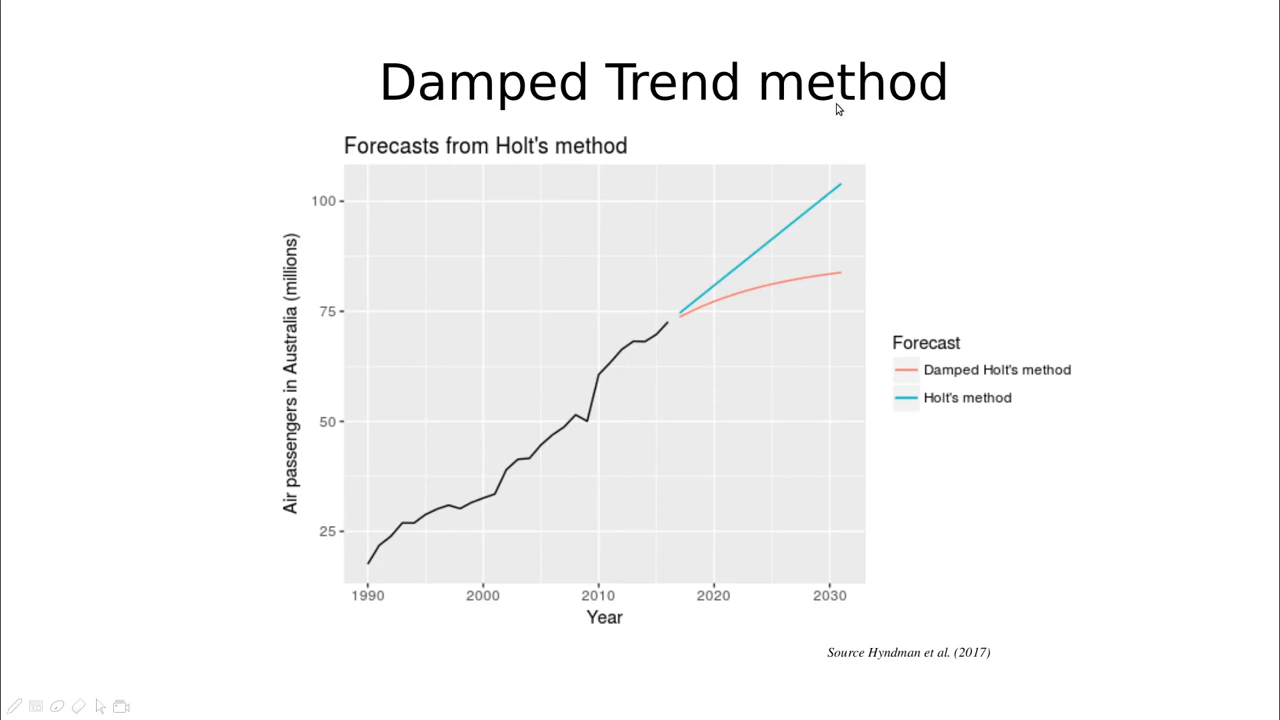 Damped Trend method
Forecasts from Holt's method
Air passengers in Australia (millions)
100
75
50
25
1990 2000 2010 2020 2030
Year
Forecast
Damped Holt's method
Holt's method
Source Hyndman et al. (2017)